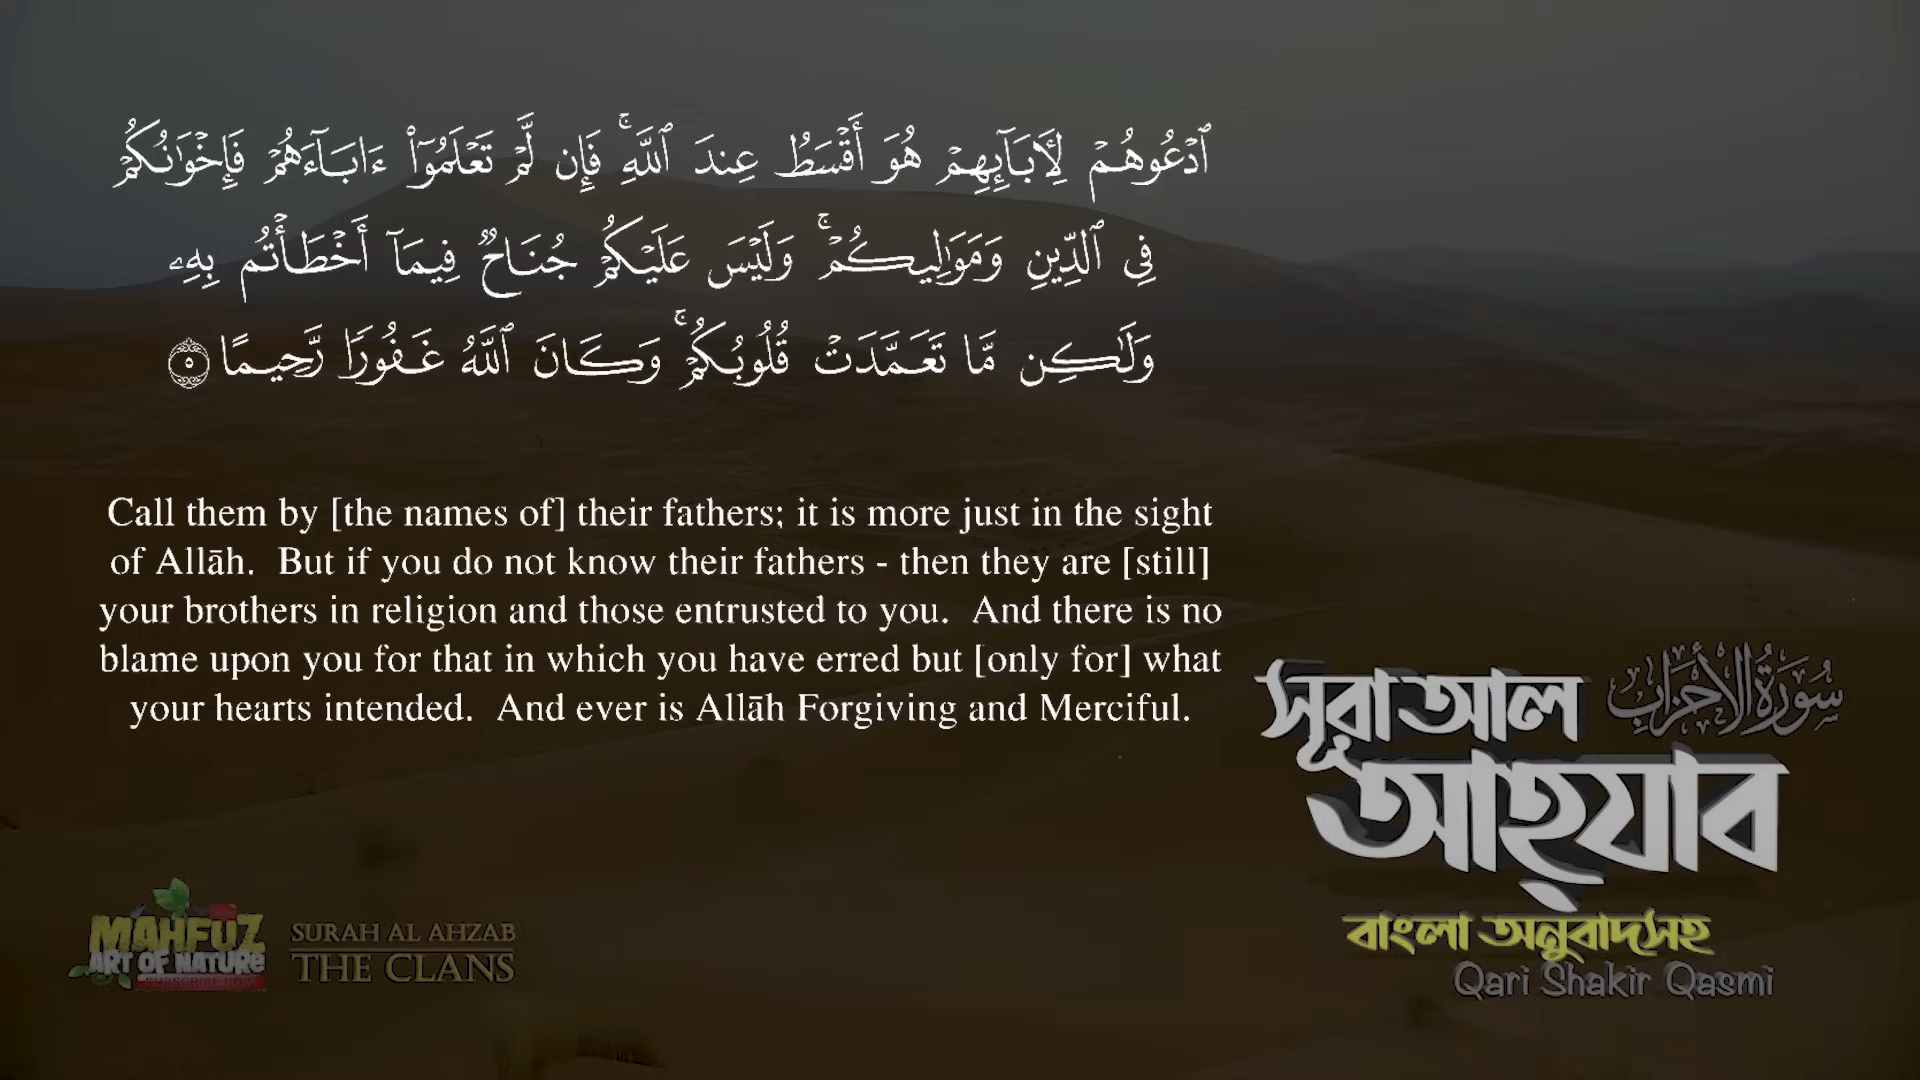 ٱدْعُوهُمْ لِـَٔابَآئِهِمْ هُوَ أَقْسَطُ عِندَ ٱللَّهِ ۚ فَإِن لَّمْ تَعْلَمُوٓا۟ ءَابَآءَهُمْ فَإِخْوَٰنُكُمْ
فِى ٱلدِّينِ وَمَوَٰلِيكُمْ ۚ وَلَيْسَ عَلَيْكُمْ جُنَاحٌ فِيمَآ أَخْطَأْتُم بِهِۦ
وَلَٰكِن مَّا تَعَمَّدَتْ قُلُوبُكُمْ ۚ وَكَانَ ٱللَّهُ غَفُورًا رَّحِيمًا ٥
Call them by [the names of] their fathers; it is more just in the sight
of Allāh. But if you do not know their fathers - then they are [still]
your brothers in religion and those entrusted to you. And there is no
blame upon you for that in which you have erred but [only for] what
your hearts intended. And ever is Allāh Forgiving and Merciful.
সূরা আল
سُورَةُ الأَحْزَاب
আহযাব
বাংলা অনুবাদসহ
Qari Shakir Qasmi
MAHFUZ
ART OF NATURE
SUBSCRIBE NOW
SURAH AL AHZAB
THE CLANS